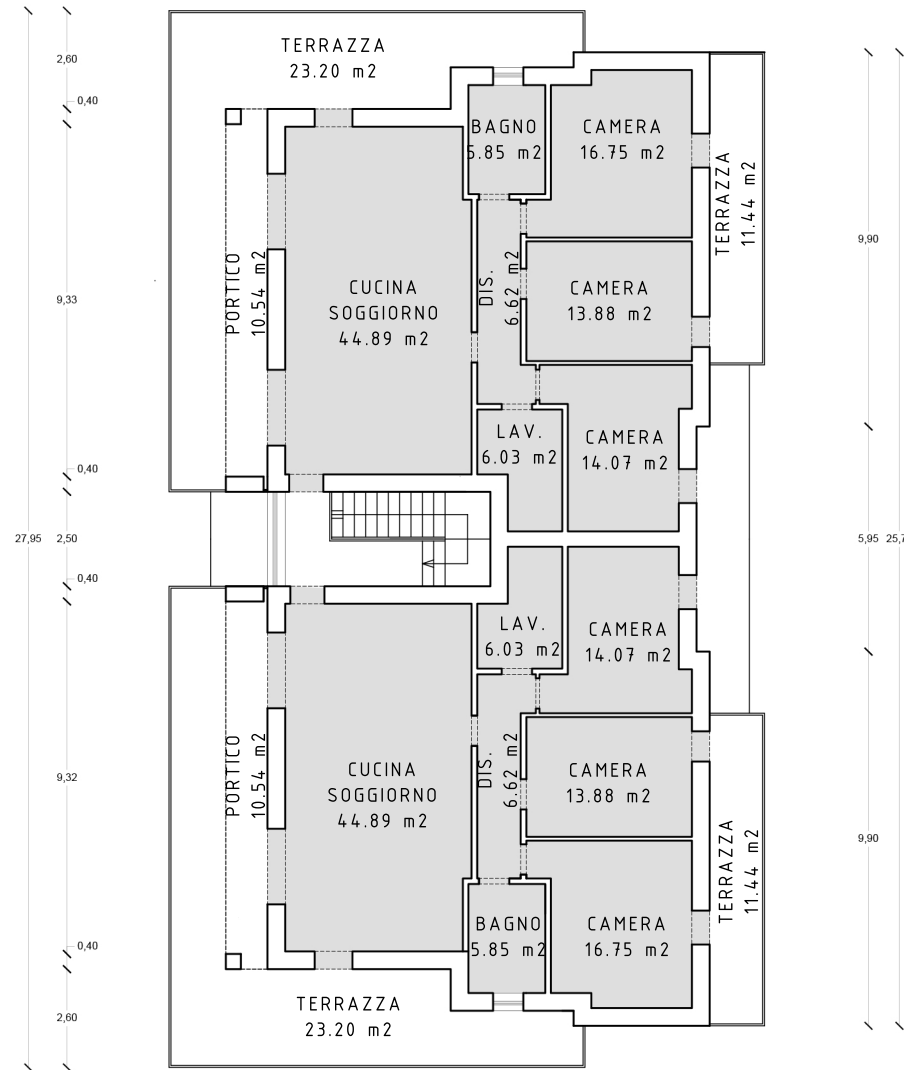 TERRAZZA
23.20 m2
2,60
0,40
BAGNO
5.85 m2
CAMERA
16.75 m2
TERRAZZA
11.44 m2
9,90
PORTICO
10.54 m2
CUCINA
SOGGIORNO
44.89 m2
DIS.
6.62 m2
CAMERA
13.88 m2
9,33
LAV.
6.03 m2
CAMERA
14.07 m2
0,40
27,95
2,50
5,95
25,7
0,40
LAV.
6.03 m2
CAMERA
14.07 m2
PORTICO
10.54 m2
CUCINA
SOGGIORNO
44.89 m2
DIS.
6.62 m2
CAMERA
13.88 m2
9,32
9,90
TERRAZZA
11.44 m2
BAGNO
5.85 m2
CAMERA
16.75 m2
0,40
TERRAZZA
23.20 m2
2,60